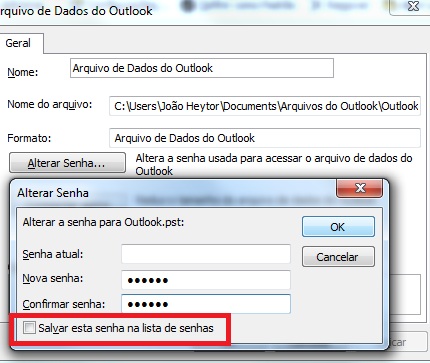 rquivo de Dados do Outlook
Geral
Nome:
Arquivo de Dados do Outlook
Nome do arquivo:
C:\Users\João Heytor\Documents\Arquivos do Outlook\Outlook
Formato:
Arquivo de Dados do Outlook
Alterar Senha...
Altera a senha usada para acessar o arquivo de dados do
Outlook
Alterar Senha
Alterar a senha para Outlook.pst:
OK
Senha atual:
Cancelar
Nova senha:
••••••
Confirmar senha:
••••••
Salvar esta senha na lista de senhas
car